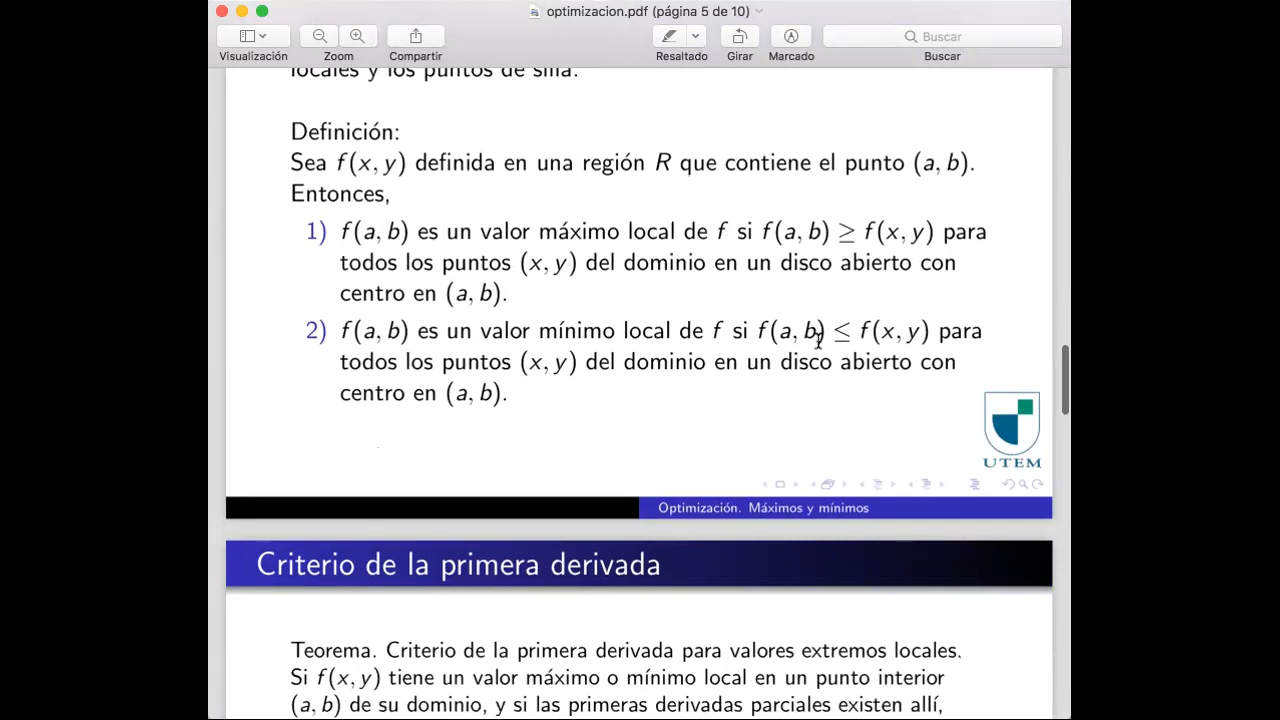 optimizacion.pdf (página 5 de 10)
Visualización Zoom Compartir Resaltado Girar Marcado Buscar
Buscar
locales y los puntos de silla.
Definición:
Sea f(x, y) definida en una región R que contiene el punto (a, b).
Entonces,
1) f(a, b) es un valor máximo local de f si f(a, b) ≥ f(x, y) para
todos los puntos (x, y) del dominio en un disco abierto con
centro en (a, b).
2) f(a, b) es un valor mínimo local de f si f(a, b) ≤ f(x, y) para
todos los puntos (x, y) del dominio en un disco abierto con
centro en (a, b).
UTEM
Optimización. Máximos y mínimos
Criterio de la primera derivada
Teorema. Criterio de la primera derivada para valores extremos locales.
Si f(x, y) tiene un valor máximo o mínimo local en un punto interior
(a, b) de su dominio, y si las primeras derivadas parciales existen allí,